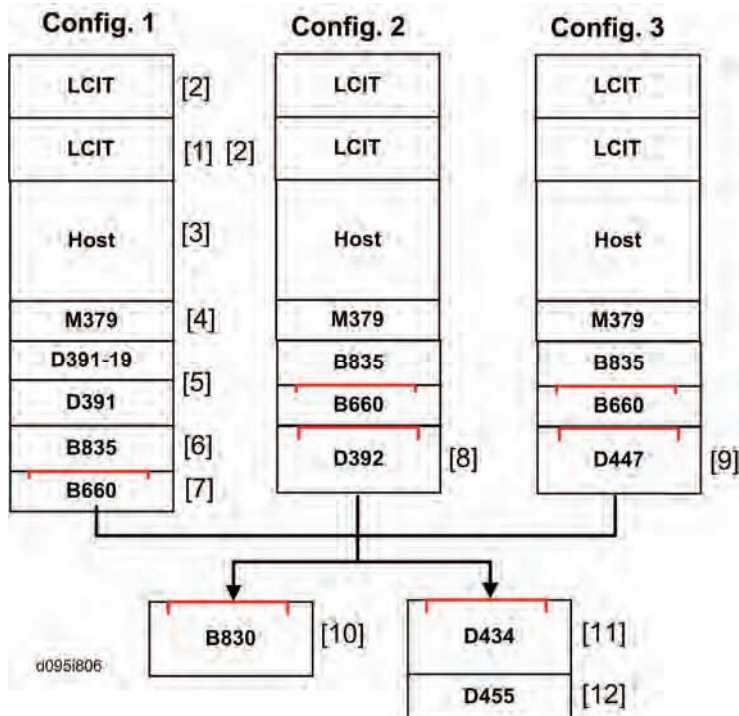 Config. 1 Config. 2 Config. 3
LCIT [2] LCIT LCIT
LCIT [1] [2] LCIT LCIT
Host [3] Host Host
M379 [4] M379 M379
D391-19 B835 B835
[5]
D391 B660 B660
B835 [6] D392 [8] D447 [9]
B660 [7]
B830 [10] D434 [11]
d095i806
D455 [12]